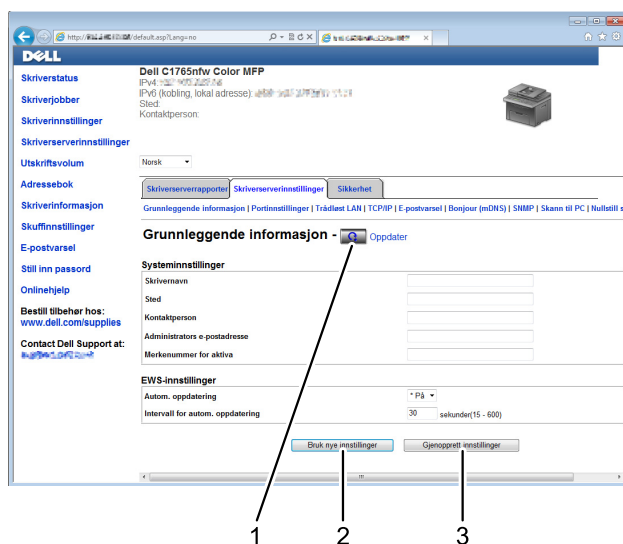 http:// /default.asp?Lang=no
DELL
Skriverstatus
Skriverjobber
Skriverinnstillinger
Skriverserverinnstillinger
Utskriftsvolum
Adressebok
Skriverinformasjon
Skuffinnstillinger
E-postvarsel
Still inn passord
Onlinehjelp
Bestill tilbehør hos:
www.dell.com/supplies
Contact Dell Support at:
Dell C1765nfw Color MFP
IPv4:
IPv6 (kobling, lokal adresse):
Sted:
Kontaktperson:
Norsk
Skriverserverrapporter Skriverserverinnstillinger Sikkerhet
Grunnleggende informasjon | Portinnstillinger | Trådløst LAN | TCP/IP | E-postvarsel | Bonjour (mDNS) | SNMP | Skann til PC | Nullstill s
Grunnleggende informasjon - Oppdater
Systeminnstillinger
Skrivernavn
Sted
Kontaktperson
Administrators e-postadresse
Merkenummer for aktiva
EWS-innstillinger
Autom. oppdatering * På
Intervall for autom. oppdatering 30 sekunder(15 - 600)
Bruk nye innstillinger Gjenopprett innstillinger
1 2 3